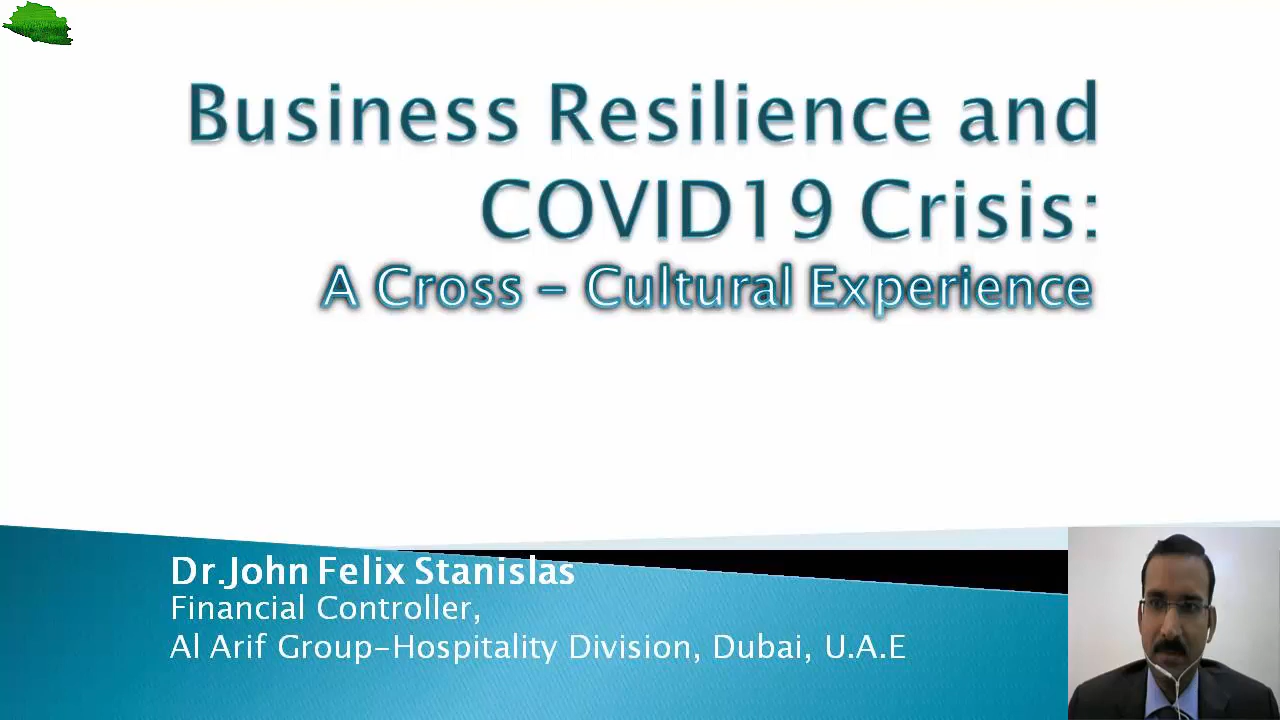 Business Resilience and
COVID19 Crisis:
A Cross – Cultural Experience
Dr.John Felix Stanislas
Financial Controller,
Al Arif Group-Hospitality Division, Dubai, U.A.E